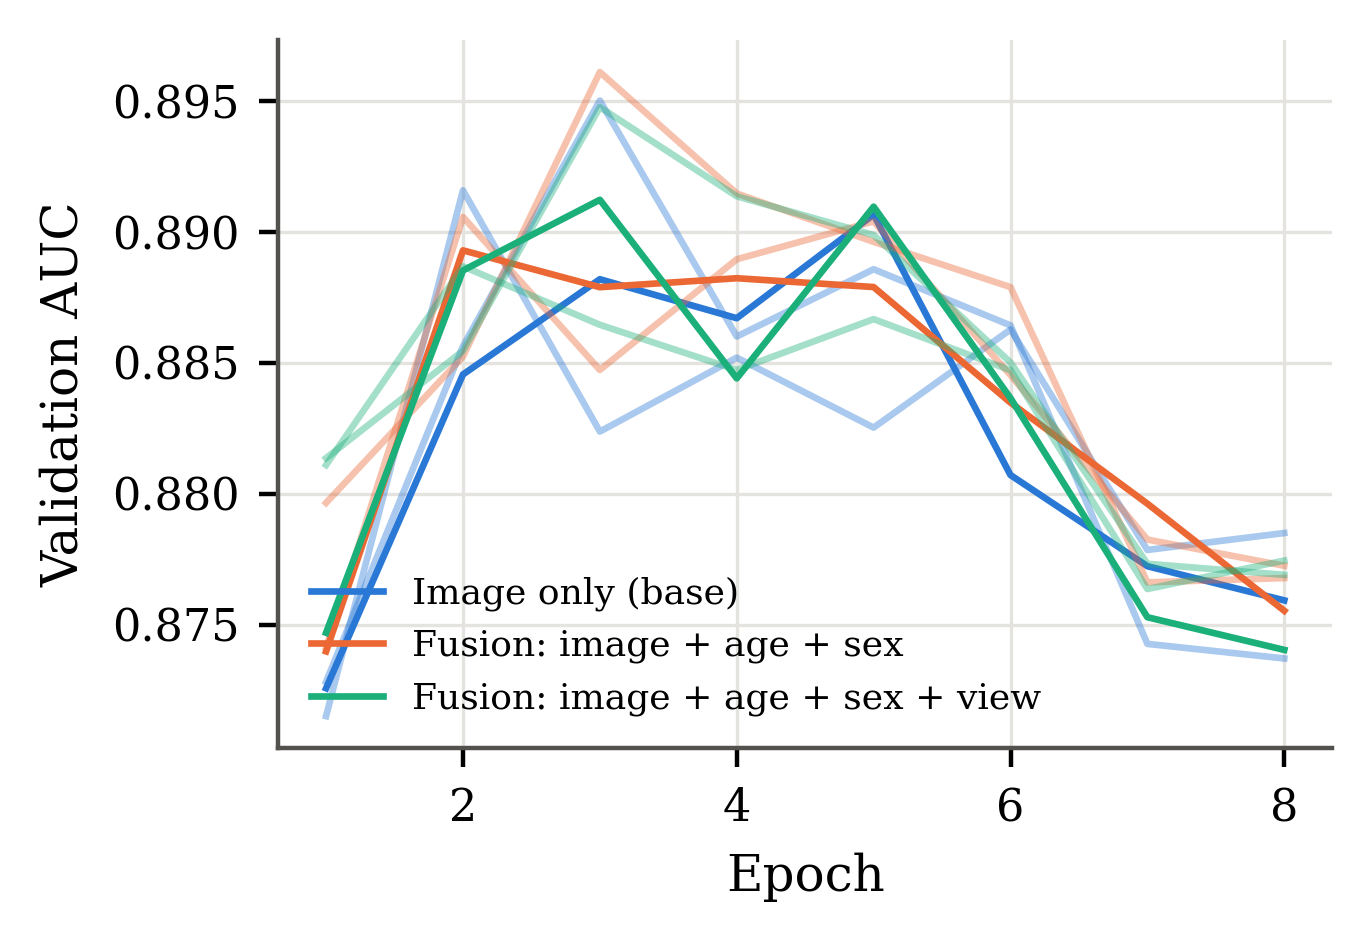 Validation AUC
0.895
0.890
0.885
0.880
0.875
Image only (base)
Fusion: image + age + sex
Fusion: image + age + sex + view
2 4 6 8
Epoch